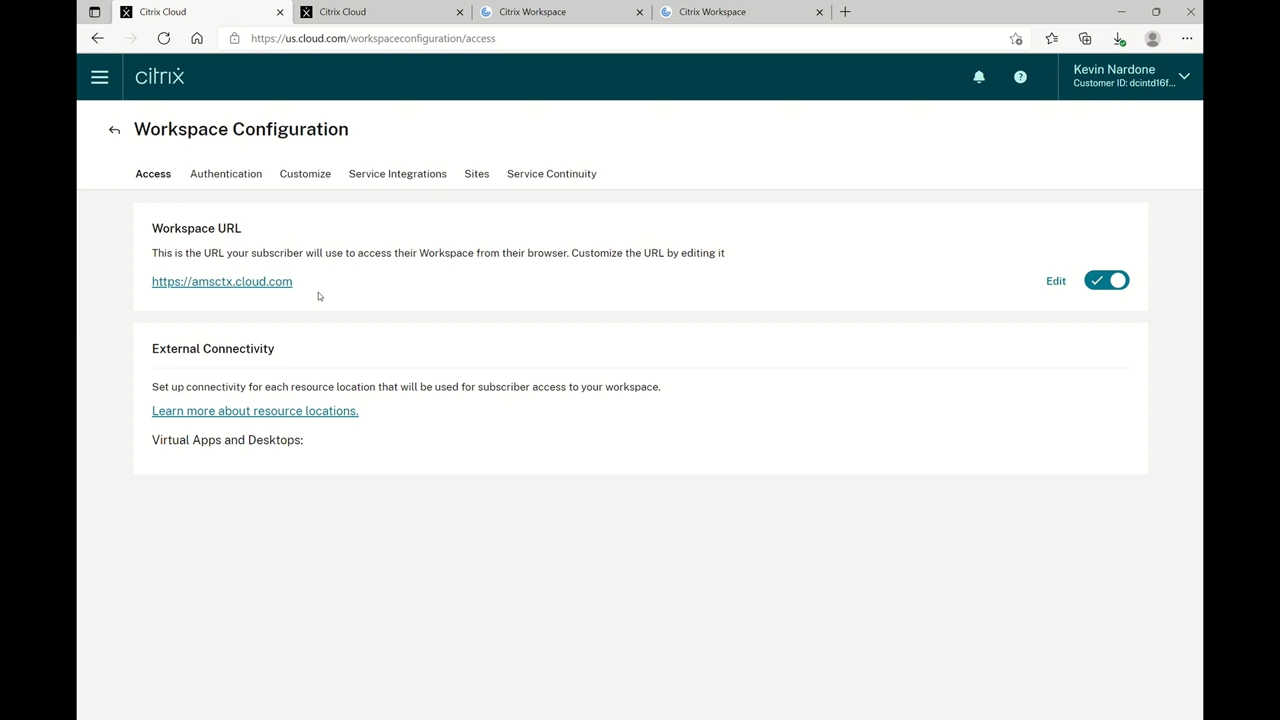 Citrix Cloud
Citrix Cloud
Citrix Workspace
Citrix Workspace
https://us.cloud.com/workspaceconfiguration/access
citrix
Kevin Nardone
Customer ID: dcintd16f...
Workspace Configuration
Access Authentication Customize Service Integrations Sites Service Continuity
Workspace URL
This is the URL your subscriber will use to access their Workspace from their browser. Customize the URL by editing it
https://amsctx.cloud.com
Edit
External Connectivity
Set up connectivity for each resource location that will be used for subscriber access to your workspace.
Learn more about resource locations.
Virtual Apps and Desktops: